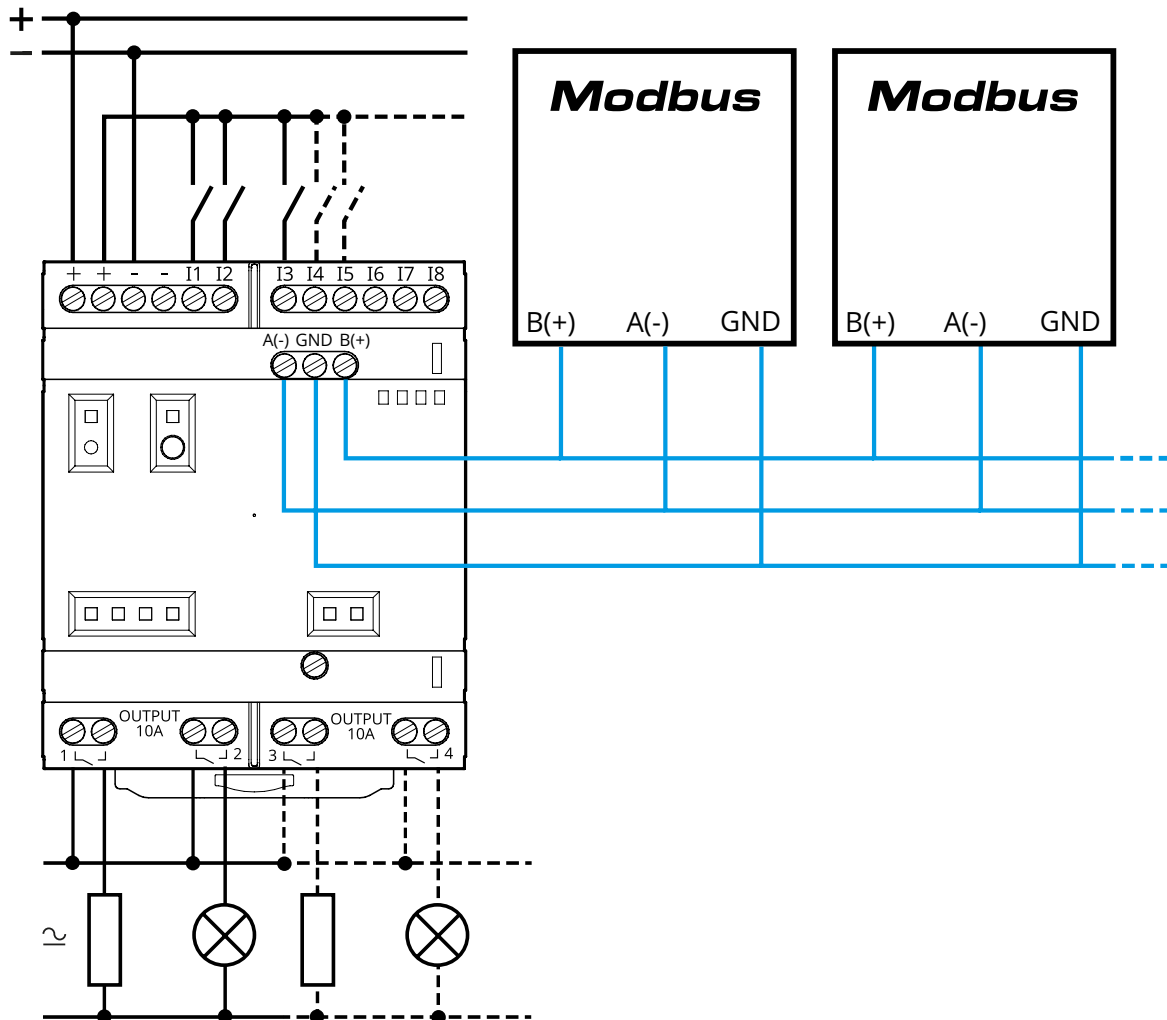 +
−
Modbus
Modbus
+ + - - I1 I2 I3 I4 I5 I6 I7 I8
B(+) A(-) GND
B(+) A(-) GND
A(-) GND B(+)
OUTPUT
10A
OUTPUT
10A
1 2 3 4
≃